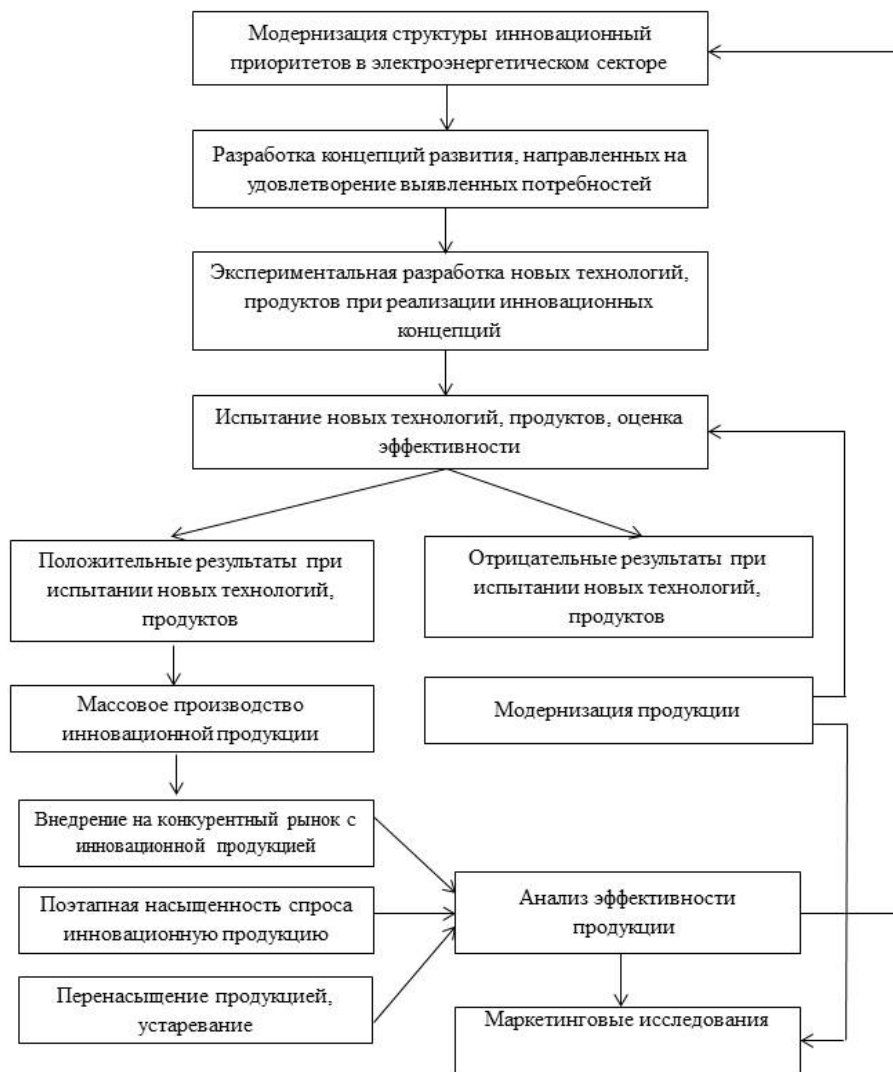 Модернизация структуры инновационный
приоритетов в электроэнергетическом секторе
Разработка концепций развития, направленных на
удовлетворение выявленных потребностей
Экспериментальная разработка новых технологий,
продуктов при реализации инновационных
концепций
Испытание новых технологий, продуктов, оценка
эффективности
Положительные результаты при
испытании новых технологий,
продуктов
Отрицательные результаты при
испытании новых технологий,
продуктов
Массовое производство
инновационной продукции
Модернизация продукции
Внедрение на конкурентный рынок с
инновационной продукцией
Поэтапная насыщенность спроса
инновационную продукцию
Анализ эффективности
продукции
Перенасыщение продукцией,
устаревание
Маркетинговые исследования